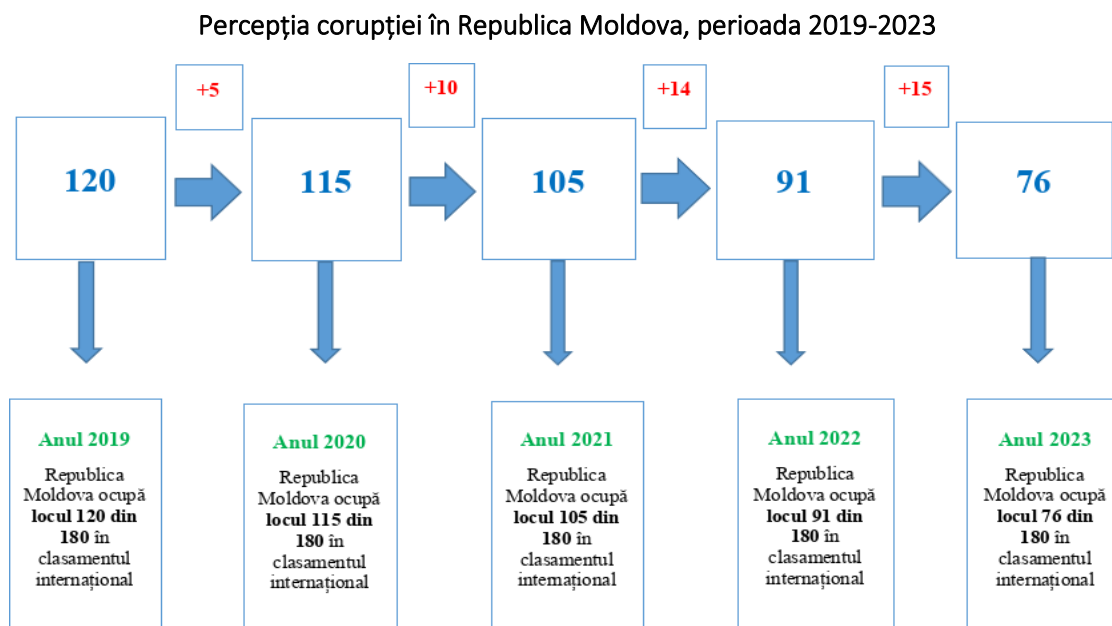 Percepția corupției în Republica Moldova, perioada 2019-2023
+5
+10
+14
+15
120
115
105
91
76
Anul 2019
Republica
Moldova ocupă
locul 120 din
180 în
clasamentul
internațional
Anul 2020
Republica
Moldova ocupă
locul 115 din
180 în
clasamentul
internațional
Anul 2021
Republica
Moldova ocupă
locul 105 din
180 în
clasamentul
internațional
Anul 2022
Republica
Moldova ocupă
locul 91 din
180 în
clasamentul
internațional
Anul 2023
Republica
Moldova ocupă
locul 76 din
180 în
clasamentul
internațional